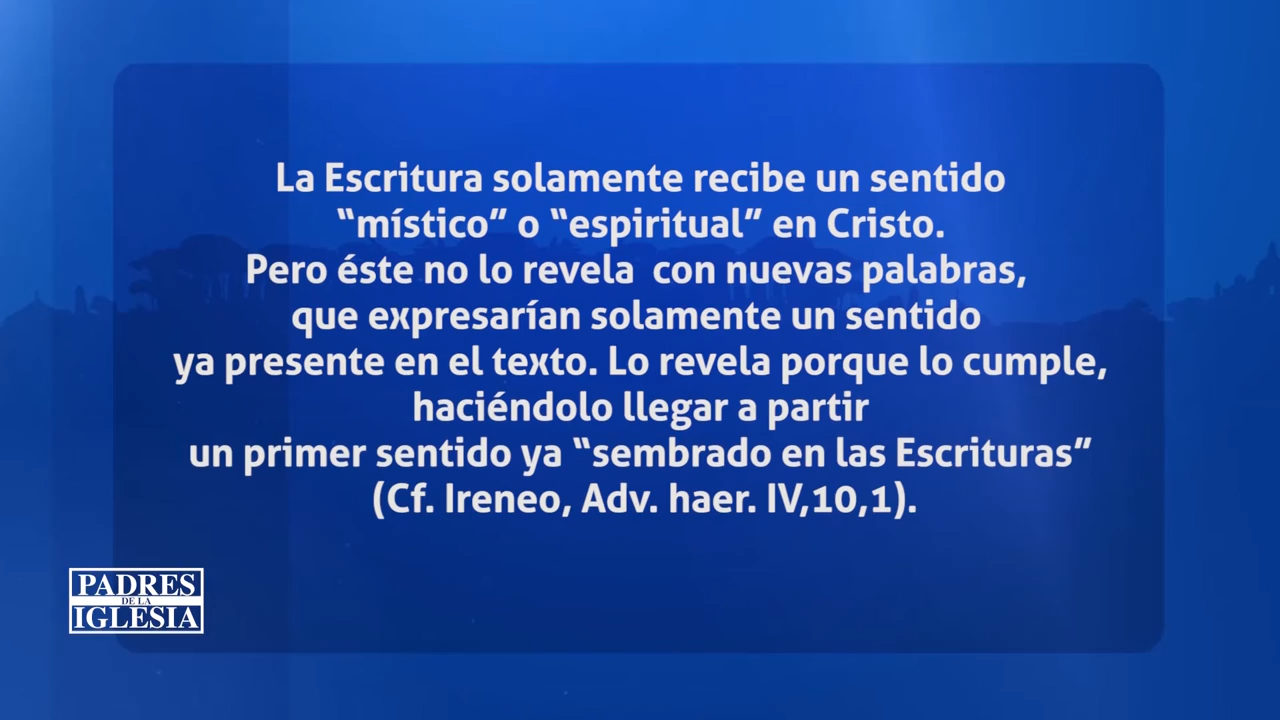 La Escritura solamente recibe un sentido
“místico” o “espiritual” en Cristo.
Pero éste no lo revela  con nuevas palabras,
que expresarían solamente un sentido
ya presente en el texto. Lo revela porque lo cumple,
haciéndolo llegar a partir
un primer sentido ya “sembrado en las Escrituras”
(Cf. Ireneo, Adv. haer. IV,10,1).
PADRES
DE LA
IGLESIA